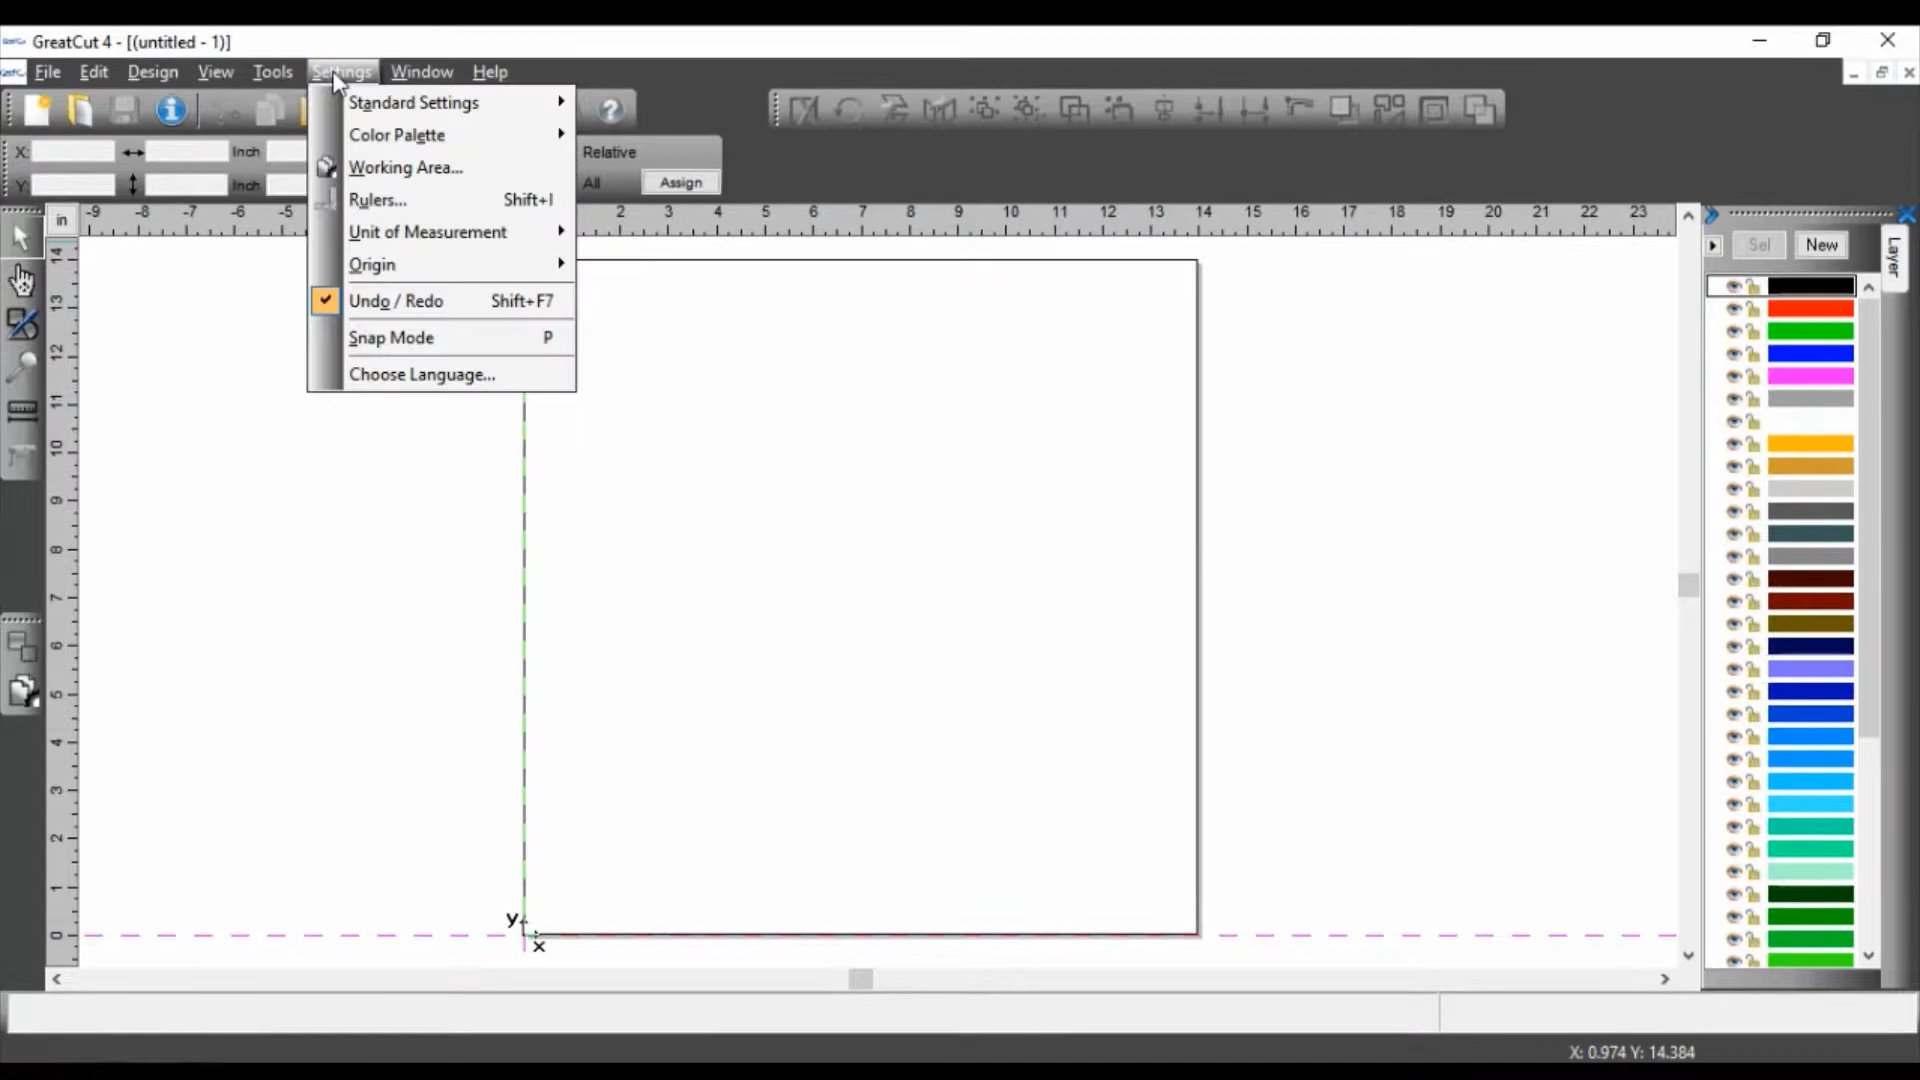 GreatCut 4 - [(untitled - 1)]
File Edit Design View Tools Settings Window Help
Standard Settings
Color Palette
Working Area...
Rulers... Shift+I
Unit of Measurement
Origin
Undo / Redo Shift+F7
Snap Mode P
Choose Language...
X: Inch
Y: Inch
Relative
All Assign
in -9 -8 -7 -6 -5 2 3 4 5 6 7 8 9 10 11 12 13 14 15 16 17 18 19 20 21 22 23
14
13
12
11
10
9
8
7
6
5
4
3
2
1
0
Y
X
Sel New
Layer
X: 0.974 Y: 14.384